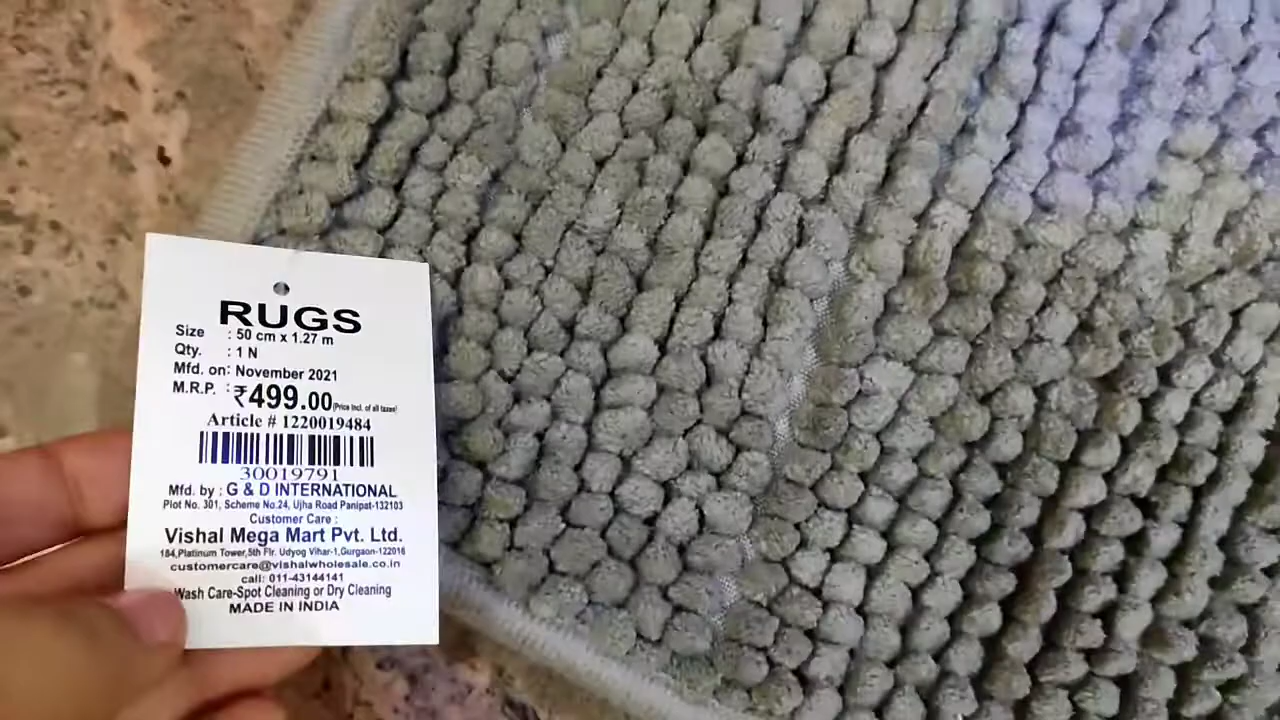 RUGS
Size : 50 cm x 1.27 m
Qty. : 1 N
Mfd. on: November 2021
M.R.P. : ₹499.00 (Price Incl. of all taxes)
Article # 1220019484
30019791
Mfd. by : G & D INTERNATIONAL
Plot No. 301, Scheme No.24, Ujha Road Panipat-132103
Customer Care :
Vishal Mega Mart Pvt. Ltd.
184,Platinum Tower,5th Flr. Udyog Vihar-1,Gurgaon-122016
customercare@vishalwholesale.co.in
call: 011-43144141
Wash Care-Spot Cleaning or Dry Cleaning
MADE IN INDIA